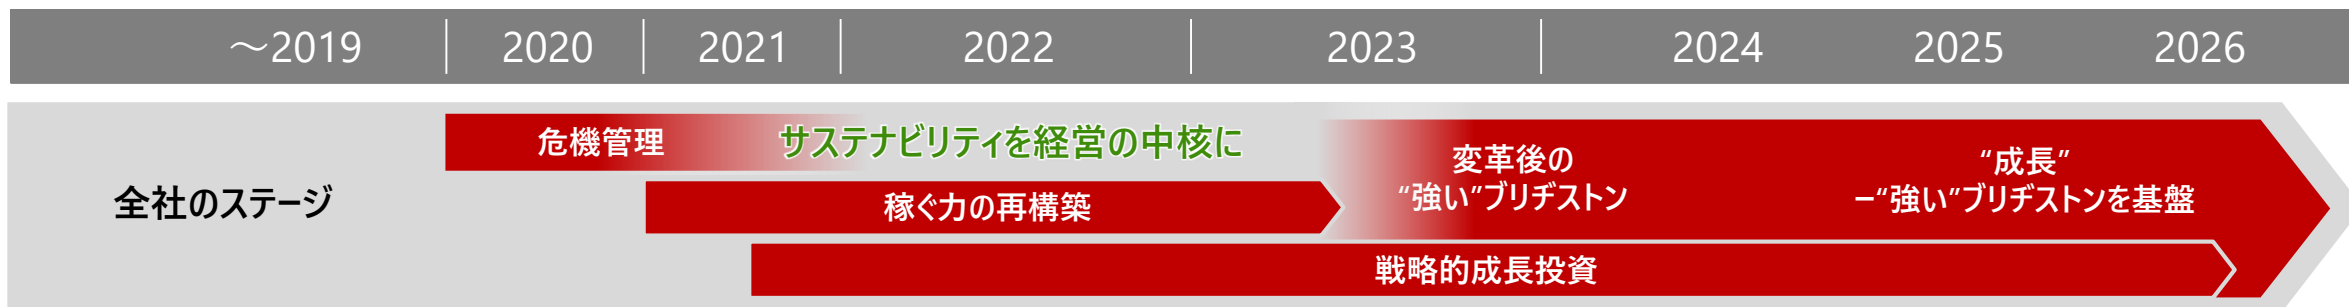 ～2019 2020 2021 2022 2023 2024 2025 2026
全社のステージ
危機管理
サステナビリティを経営の中核に
稼ぐ力の再構築
戦略的成長投資
変革後の
“強い”ブリヂストン
“成長”
－“強い”ブリヂストンを基盤